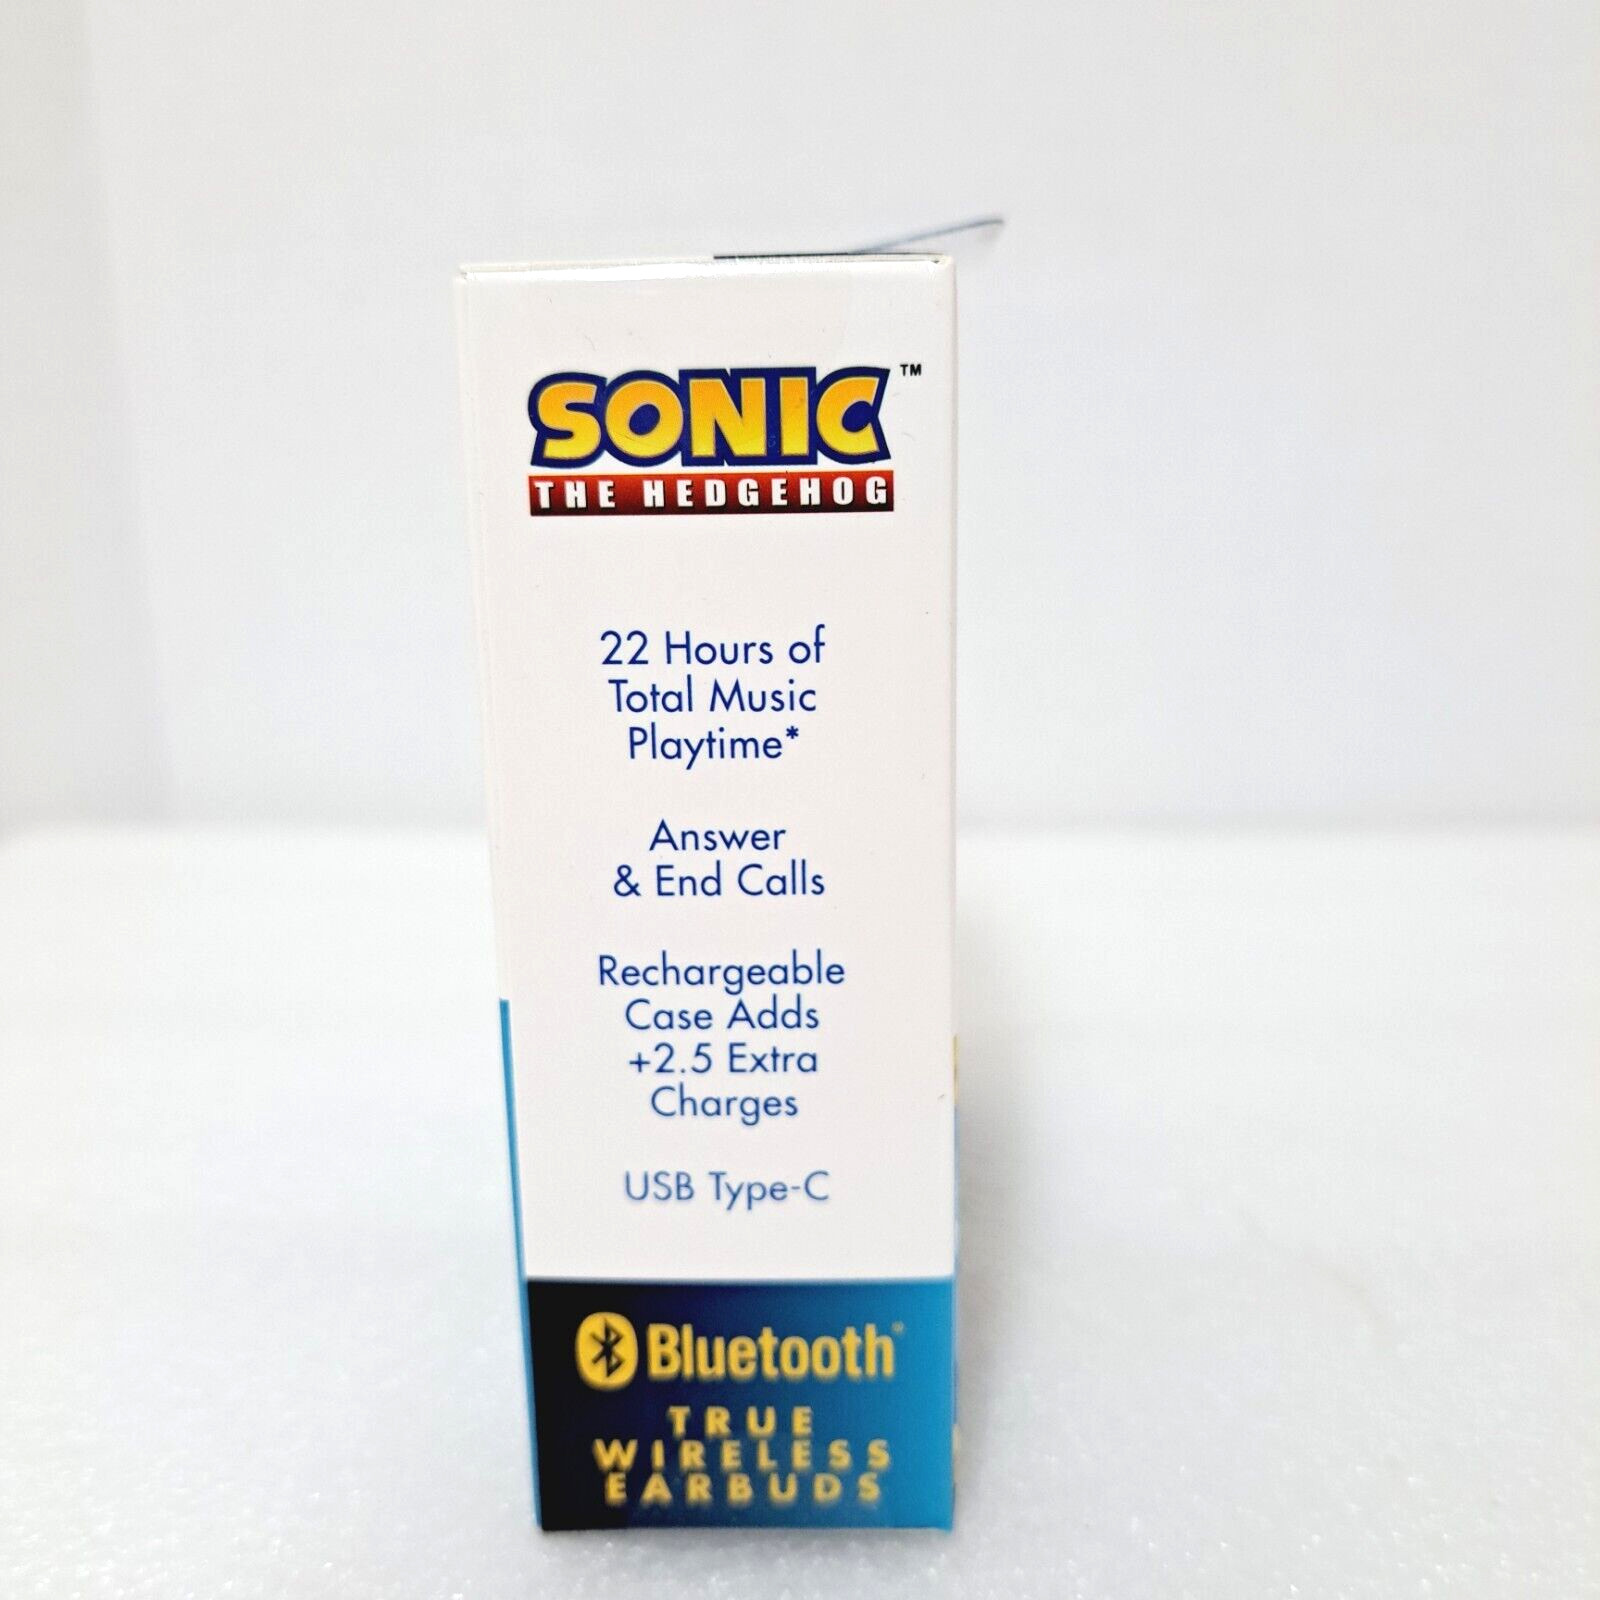 SONIC™
THE HEDGEHOG
22 Hours of
Total Music
Playtime*
Answer
& End Calls
Rechargeable
Case Adds
+2.5 Extra
Charges
USB Type-C
Bluetooth®
TRUE
WIRELESS
EARBUDS